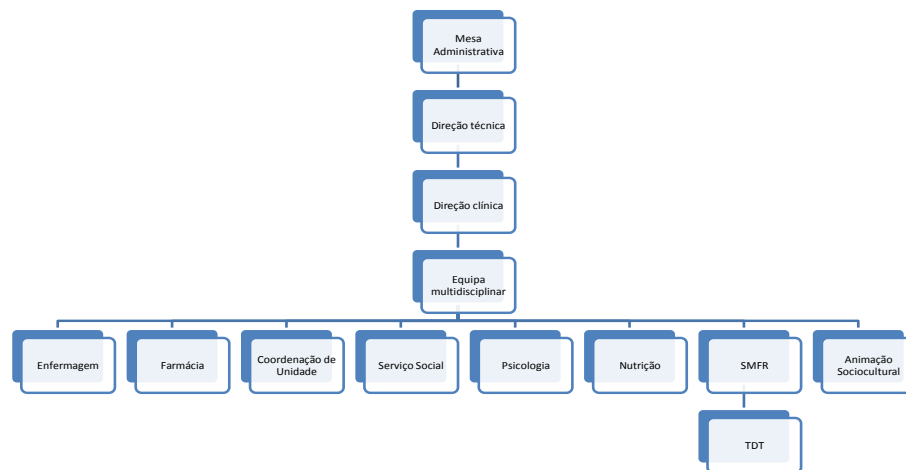 Mesa
Administrativa
Direção técnica
Direção clínica
Equipa
multidisciplinar
Enfermagem
Farmácia
Coordenação de
Unidade
Serviço Social
Psicologia
Nutrição
SMFR
Animação
Sociocultural
TDT